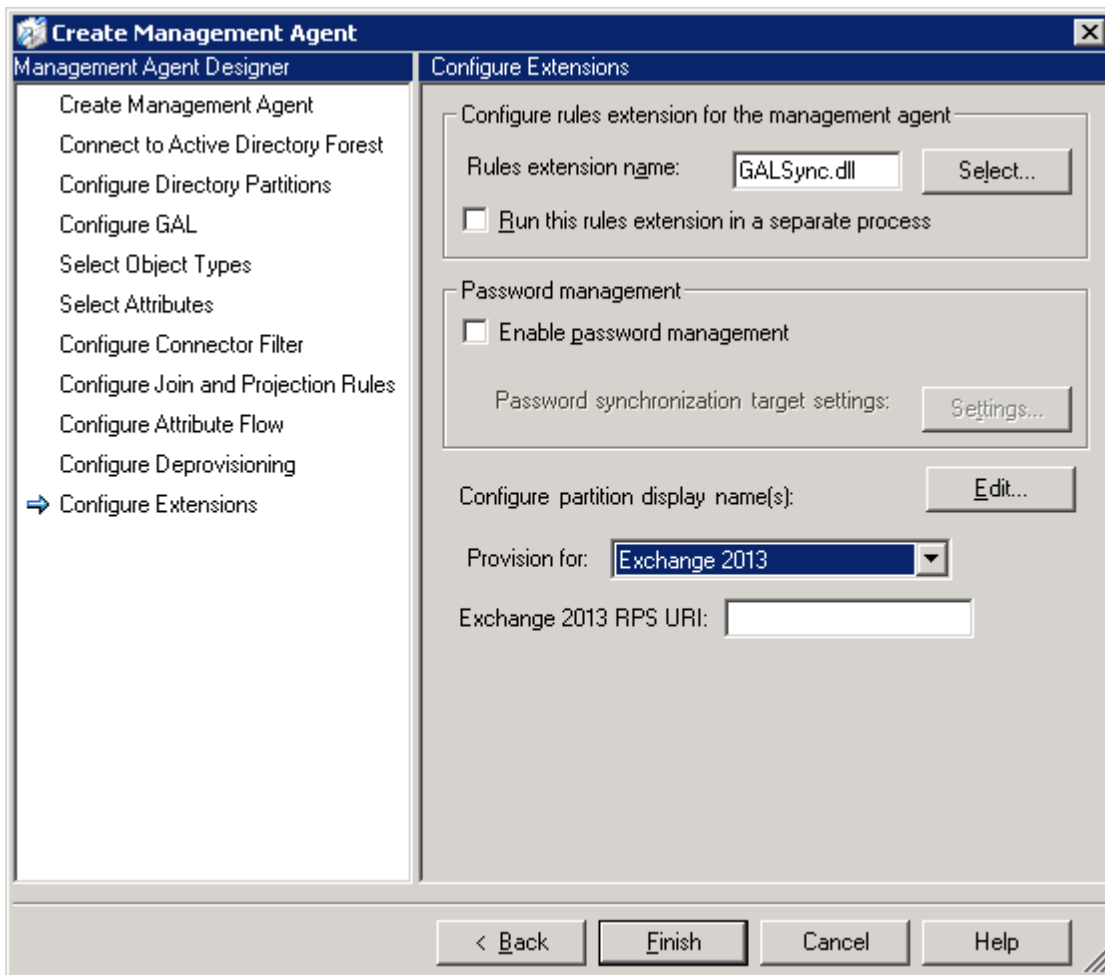 Create Management Agent
Management Agent Designer
Create Management Agent
Connect to Active Directory Forest
Configure Directory Partitions
Configure GAL
Select Object Types
Select Attributes
Configure Connector Filter
Configure Join and Projection Rules
Configure Attribute Flow
Configure Deprovisioning
Configure Extensions
Configure Extensions
Configure rules extension for the management agent
Rules extension name: GALSync.dll Select...
Run this rules extension in a separate process
Password management
Enable password management
Password synchronization target settings: Settings...
Configure partition display name(s): Edit...
Provision for: Exchange 2013
Exchange 2013 RPS URI:
< Back Finish Cancel Help